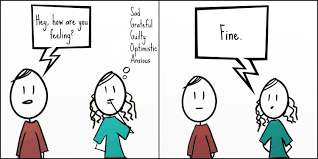 Hey, how are you
feeling?
Sad
Grateful
Guilty
Optimistic
Anxious
Fine.